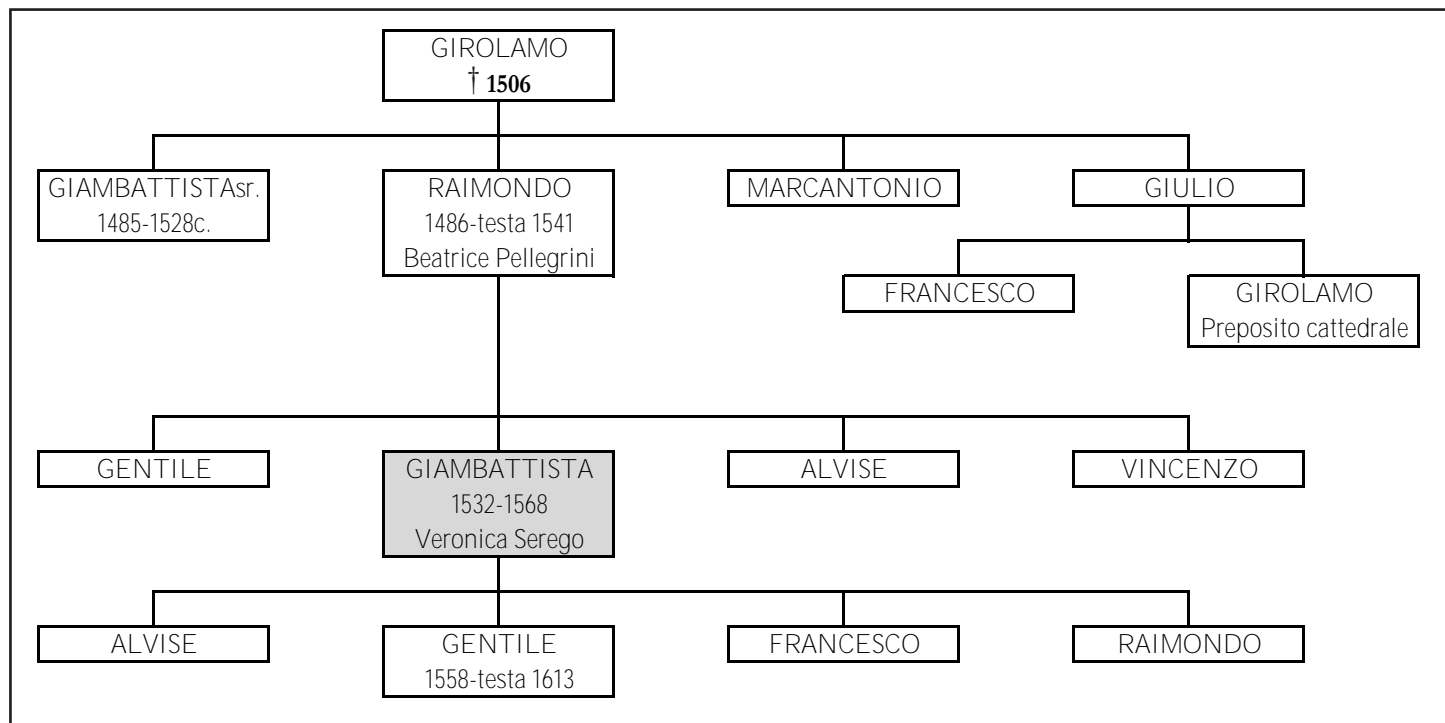 GIROLAMO
† 1506
GIAMBATTISTAsr.
1485-1528c.
RAIMONDO
1486-testa 1541
Beatrice Pellegrini
MARCANTONIO
GIULIO
FRANCESCO
GIROLAMO
Preposito cattedrale
GENTILE
GIAMBATTISTA
1532-1568
Veronica Serego
ALVISE
VINCENZO
ALVISE
GENTILE
1558-testa 1613
FRANCESCO
RAIMONDO